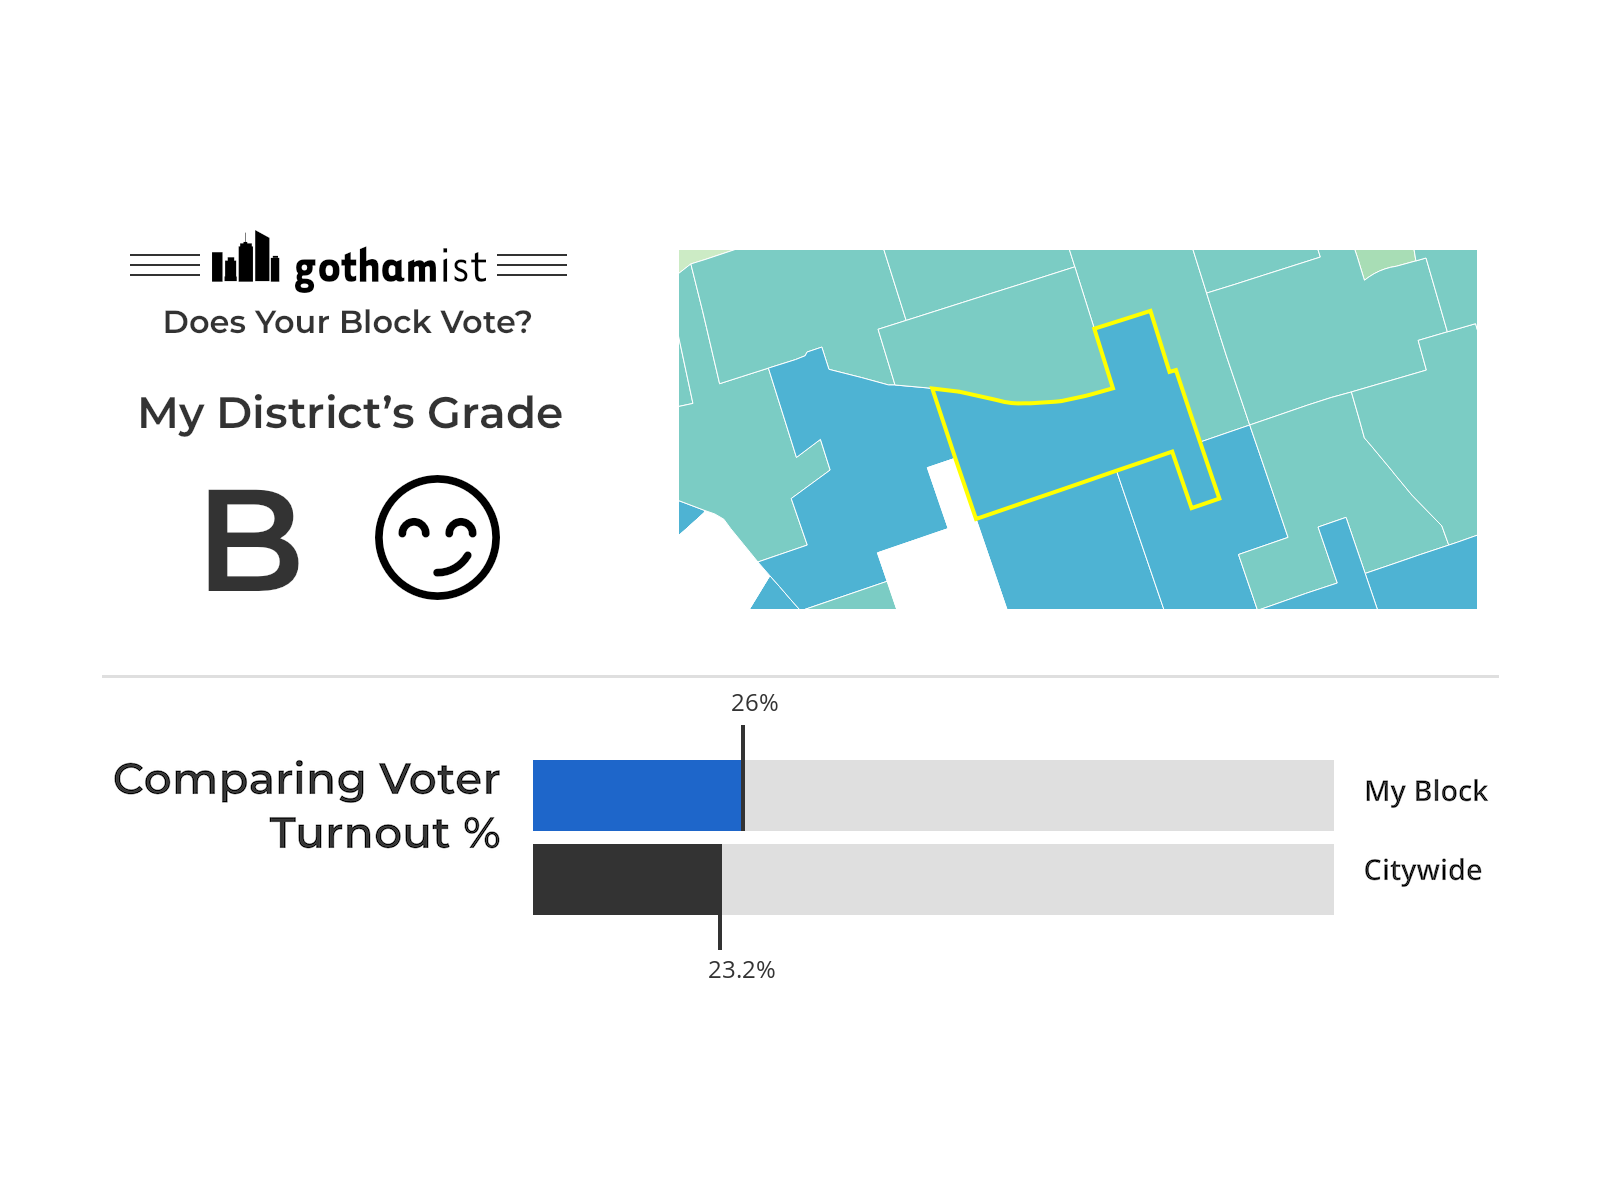 gothamist
Does Your Block Vote?
My District’s Grade
B
26%
Comparing Voter
Turnout %
My Block
Citywide
23.2%